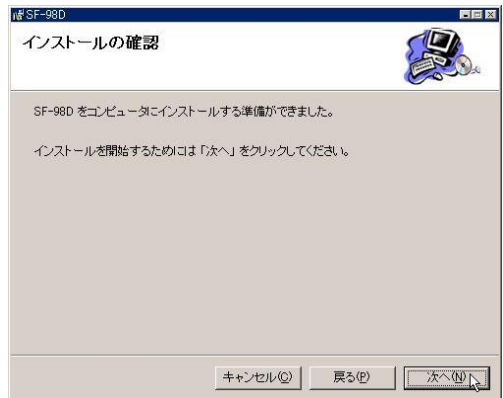 SF-98D
インストールの確認
SF-98D をコンピュータにインストールする準備ができました。
インストールを開始するためには「次へ」をクリックしてください。
キャンセル(C) 戻る(P) 次へ(N)